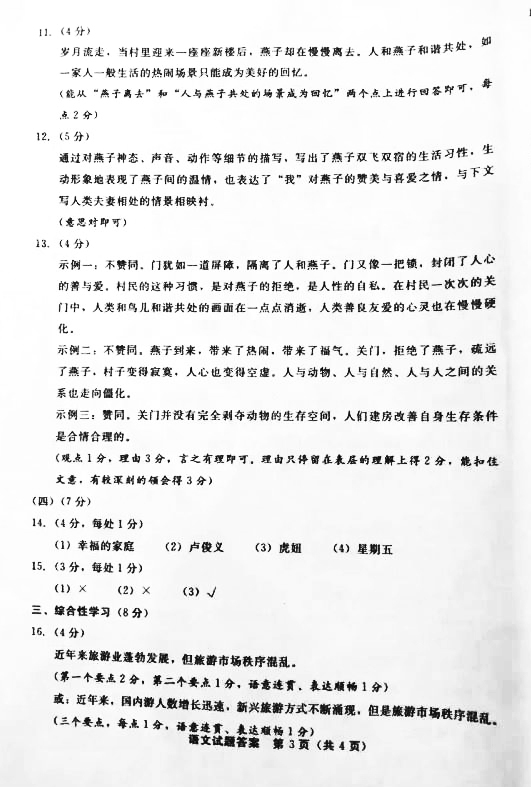 11. (4 分)
岁月流走，当村里迎来一座座新楼后，燕子却在慢慢离去。人和燕子和谐共处，如
一家人一般生活的热闹场景只能成为美好的回忆。
(能从“燕子离去”和“人与燕子共处的场景成为回忆”两个点上进行回答即可，每
点 2 分)
12. (5 分)
通过对燕子神态、声音、动作等细节的描写，写出了燕子双飞双宿的生活习性，生
动形象地表现了燕子间的温情，也表达了“我”对燕子的赞美与喜爱之情，与下文
写人类夫妻相处的情景相映衬。
(意思对即可)
13. (4 分)
示例一：不赞同。门犹如一道屏障，隔离了人和燕子。门又像一把锁，封闭了人心
的善与爱。村民的这种习惯，是对燕子的拒绝，是人性的自私。在村民一次次的关
门中，人类和鸟儿和谐共处的画面在一点点消逝，人类善良友爱的心灵也在慢慢硬
化。
示例二：不赞同。燕子到来，带来了热闹，带来了福气。关门，拒绝了燕子，疏远
了燕子，村子变得寂寞，人心也变得空虚。人与动物、人与自然、人与人之间的关
系也走向僵化。
示例三：赞同。关门并没有完全剥夺动物的生存空间，人们建房改善自身生存条件
是合情合理的。
(观点 1 分，理由 3 分，言之有理即可。理由只停留在表层的理解上得 2 分，能扣住
文意，有较深刻的领会得 3 分)
(四) (7 分)
14. (4 分，每处 1 分)
(1) 幸福的家庭 (2) 卢俊义 (3) 虎妞 (4) 星期五
15. (3 分，每处 1 分)
(1) × (2) × (3) √
三、综合性学习 (8 分)
16. (4 分)
近年来旅游业蓬勃发展，但旅游市场秩序混乱。
(第一个要点 2 分，第二个要点 1 分，语意连贯、表达顺畅 1 分)
或：近年来，国内游人数增长迅速，新兴旅游方式不断涌现，但是旅游市场秩序混乱。
(三个要点，每点 1 分，语意连贯、表达顺畅 1 分)
语文试题答案 第 3 页 (共 4 页)